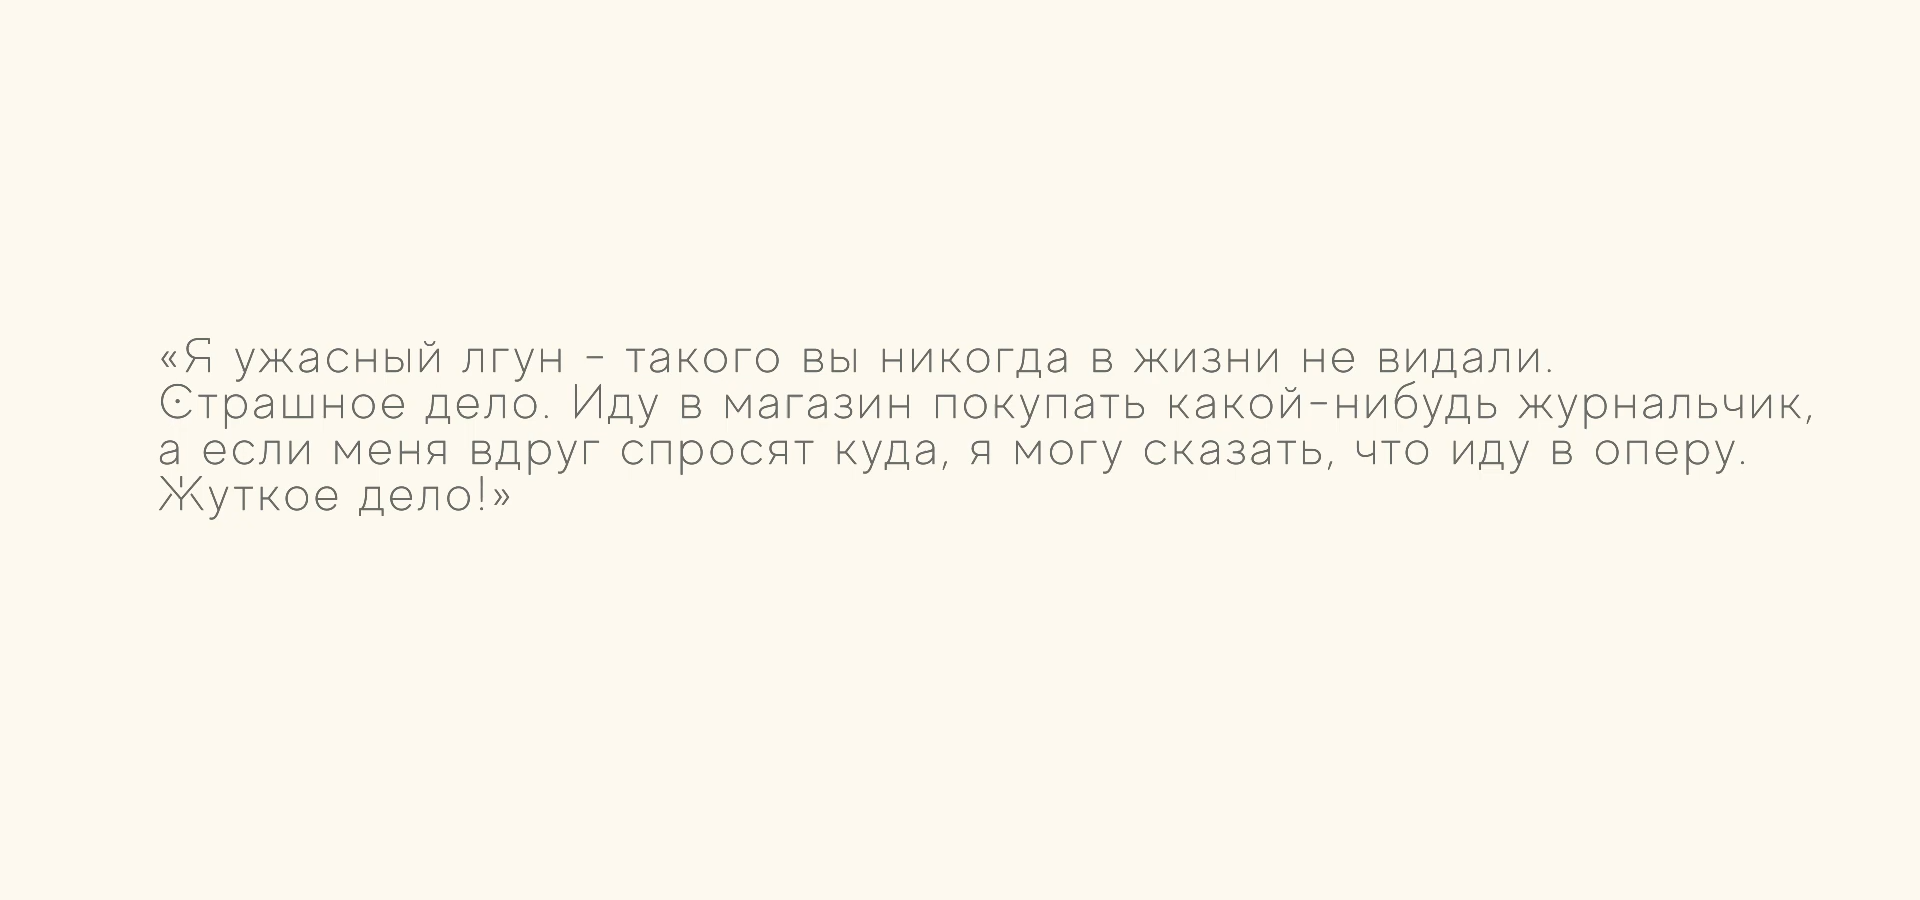 «Я ужасный лгун – такого вы никогда в жизни не видали.
Страшное дело. Иду в магазин покупать какой-нибудь журнальчик,
а если меня вдруг спросят куда, я могу сказать, что иду в оперу.
Жуткое дело!»